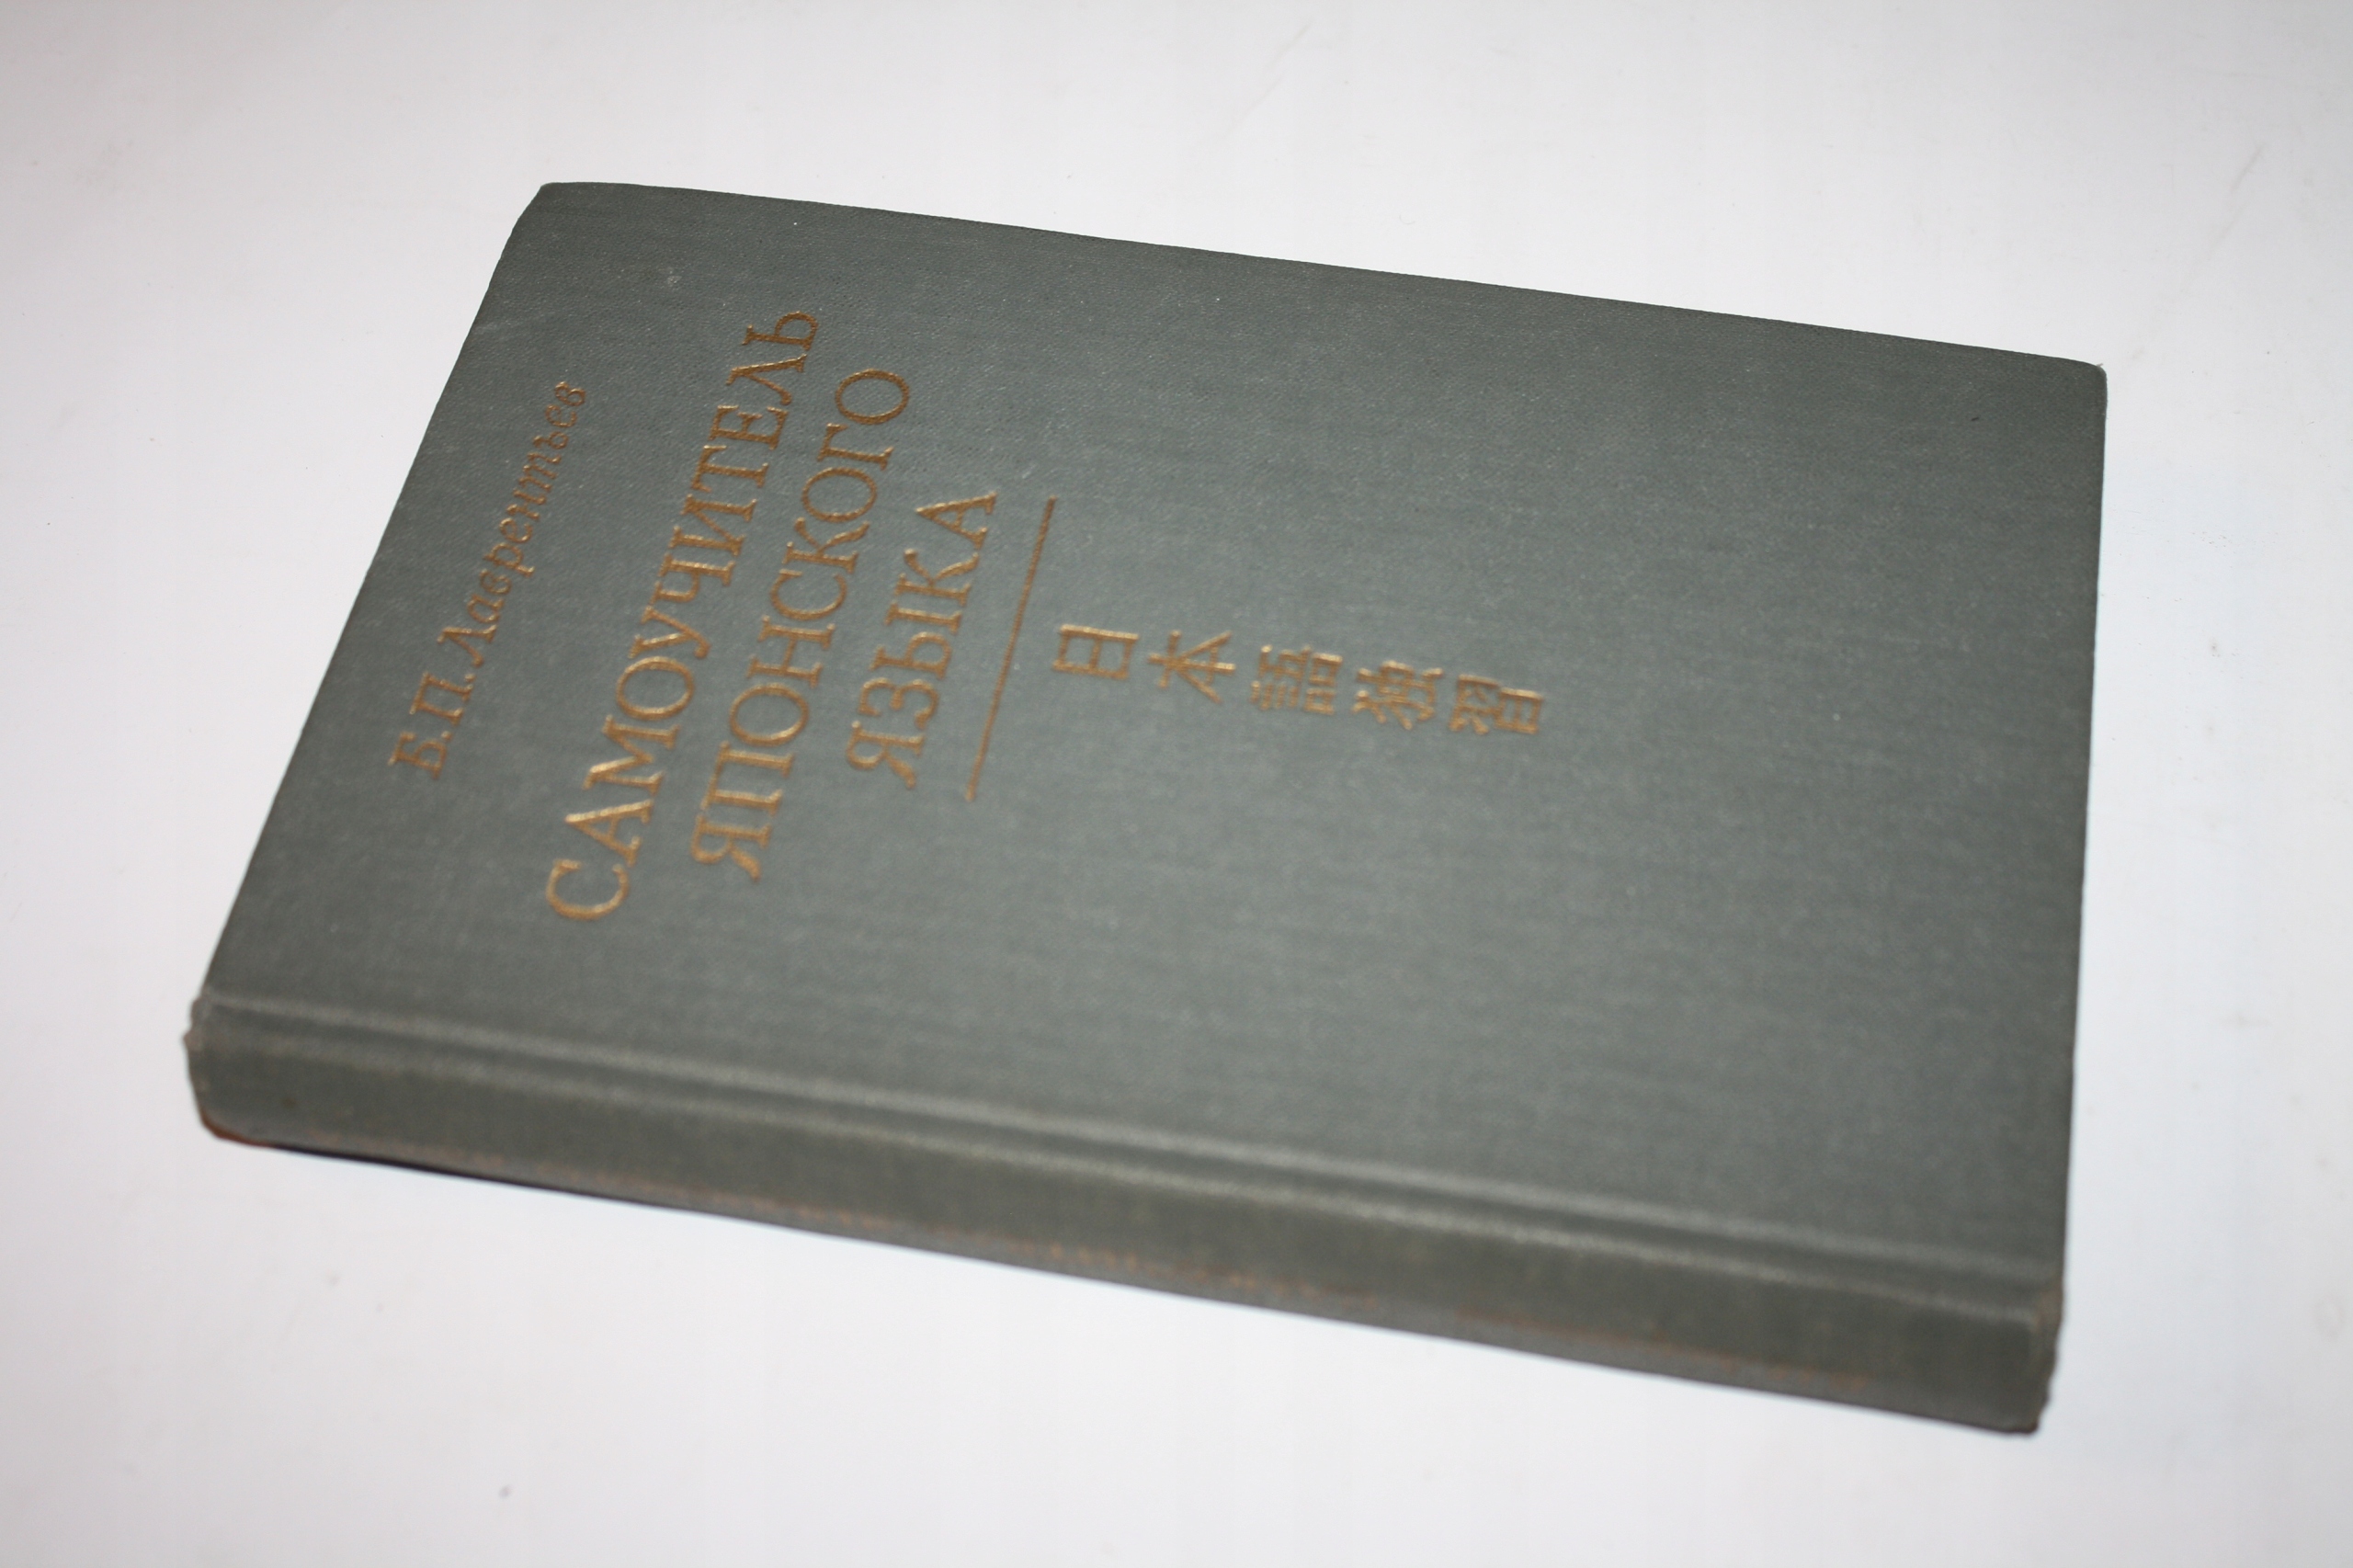 Б.П. Лаврентьев
САМОУЧИТЕЛЬ
ЯПОНСКОГО
ЯЗЫКА
日本語独習